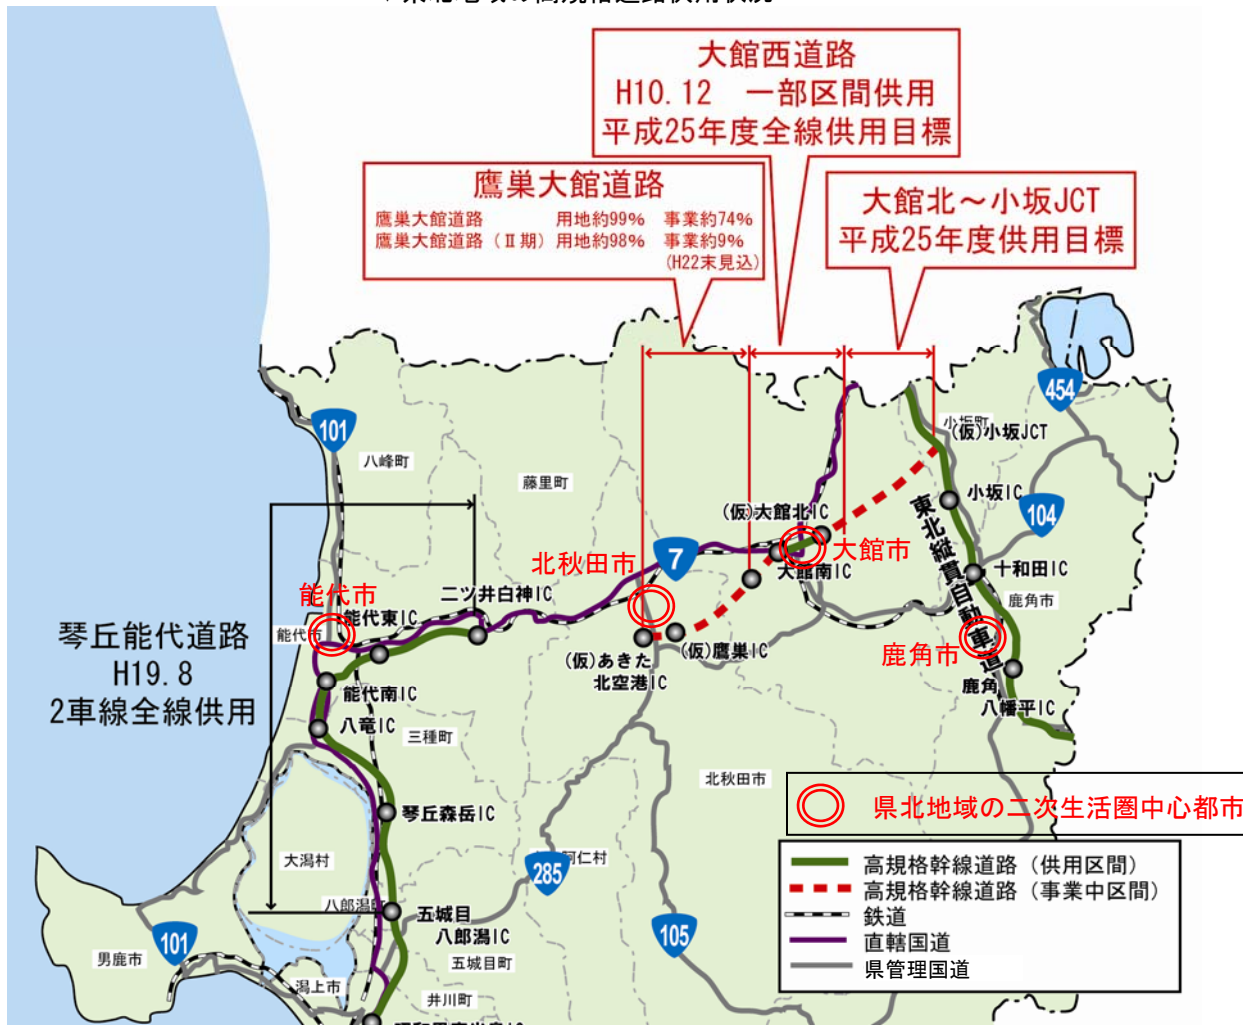 大館西道路
H10.12 一部区間供用
平成25年度全線供用目標
鷹巣大館道路
鷹巣大館道路 用地約99% 事業約74%
鷹巣大館道路（Ⅱ期）用地約98% 事業約9%
(H22末見込)
大館北～小坂JCT
平成25年度供用目標
454
101
八峰町
藤里町
小坂町
(仮)小坂JCT
小坂IC
104
(仮)大館北IC
大館市
大館南IC
7
北秋田市
東北縦貫自動車道
十和田IC
鹿角市
二ツ井白神IC
能代市
能代東IC
能代市
琴丘能代道路
H19.8
2車線全線供用
(仮)あきた
北空港IC
(仮)鷹巣IC
鹿角市
鹿角
八幡平IC
能代南IC
八竜IC
三種町
北秋田市
県北地域の二次生活圏中心都市
琴丘森岳IC
大潟村
阿仁村
285
高規格幹線道路（供用区間）
高規格幹線道路（事業中区間）
鉄道
直轄国道
県管理国道
八郎潟町
五城目
八郎潟IC
101
105
男鹿市
五城目町
潟上市
井川町